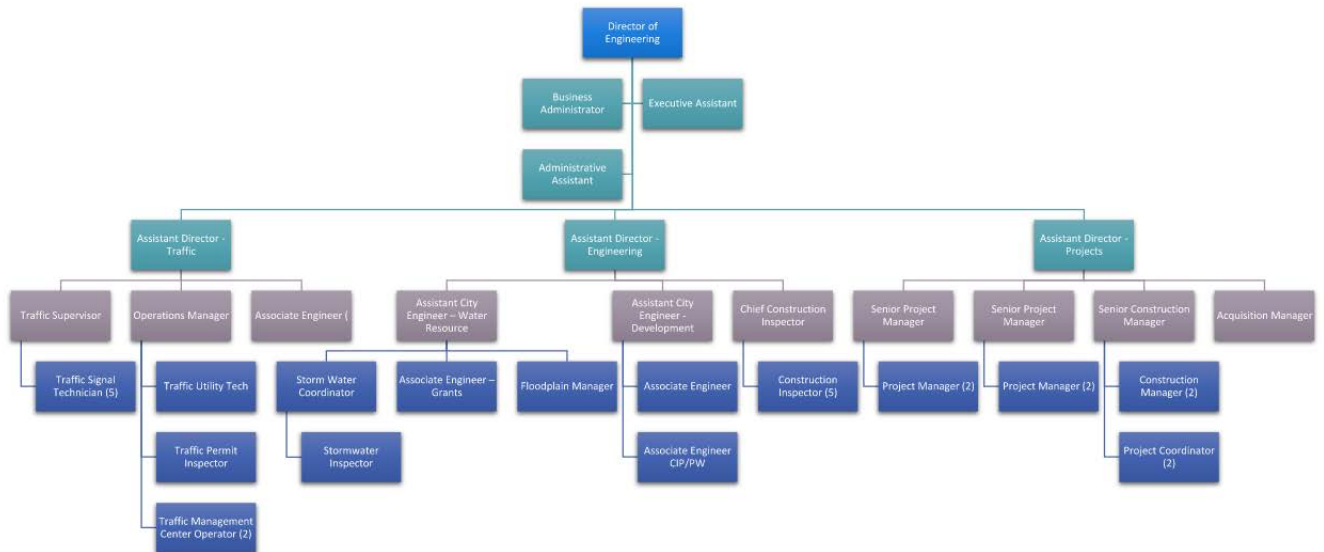 Director of
Engineering
Business
Administrator
Executive Assistant
Administrative
Assistant
Assistant Director -
Traffic
Assistant Director -
Engineering
Assistant Director -
Projects
Traffic Supervisor
Operations Manager
Associate Engineer (
Assistant City
Engineer – Water
Resource
Assistant City
Engineer -
Development
Chief Construction
Inspector
Senior Project
Manager
Senior Project
Manager
Senior Construction
Manager
Acquisition Manager
Traffic Signal
Technician (5)
Traffic Utility Tech
Storm Water
Coordinator
Associate Engineer –
Grants
Floodplain Manager
Associate Engineer
Construction
Inspector (5)
Project Manager (2)
Project Manager (2)
Construction
Manager (2)
Traffic Permit
Inspector
Stormwater
Inspector
Associate Engineer
CIP/PW
Project Coordinator
(2)
Traffic Management
Center Operator (2)